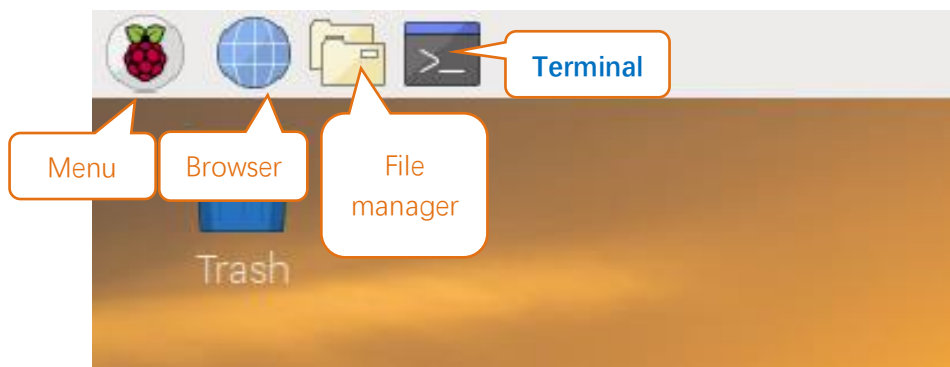 >_
Terminal
Menu
Browser
File
manager
Trash